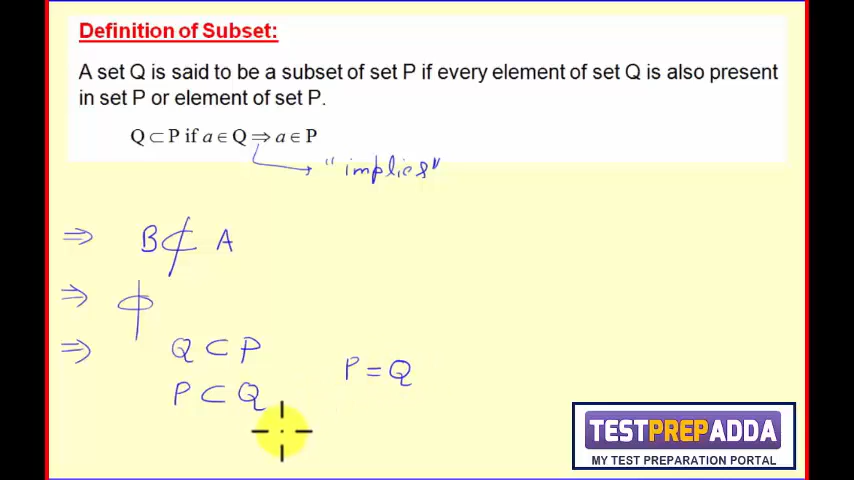 Definition of Subset:
A set Q is said to be a subset of set P if every element of set Q is also present
in set P or element of set P.
Q ⊂ P if a ∈ Q ⇒ a ∈ P
"implies"
⇒ B ⊄ A
⇒ ϕ
⇒ Q ⊂ P
P = Q
P ⊂ Q
TESTPREPADDA
MY TEST PREPARATION PORTAL